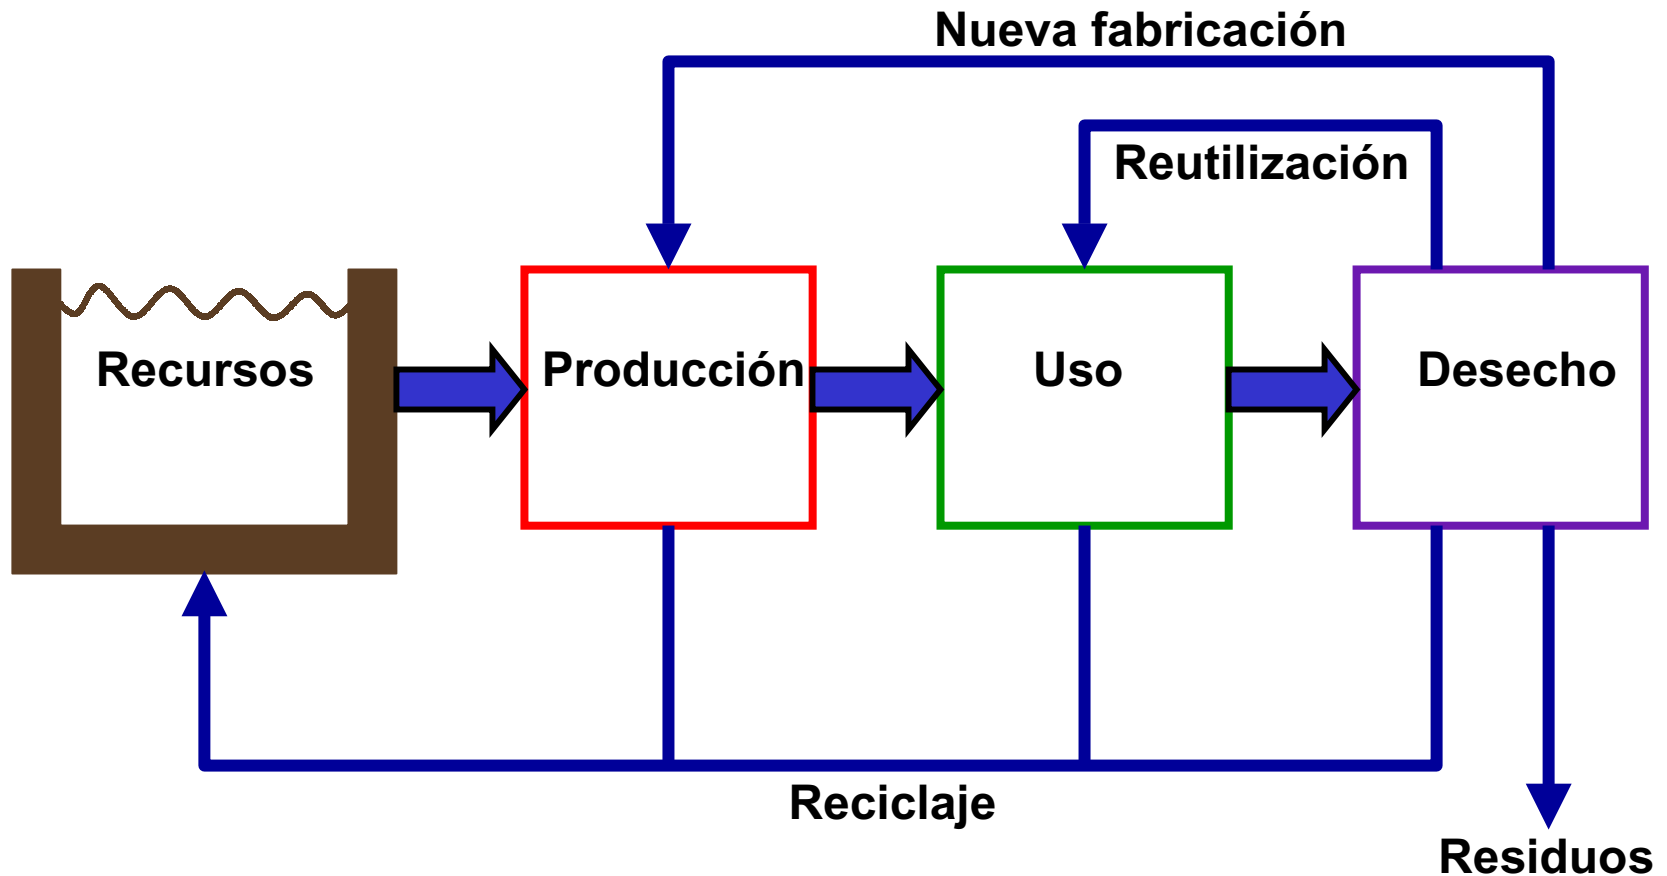 Nueva fabricación
Reutilización
Recursos
Producción
Uso
Desecho
Reciclaje
Residuos